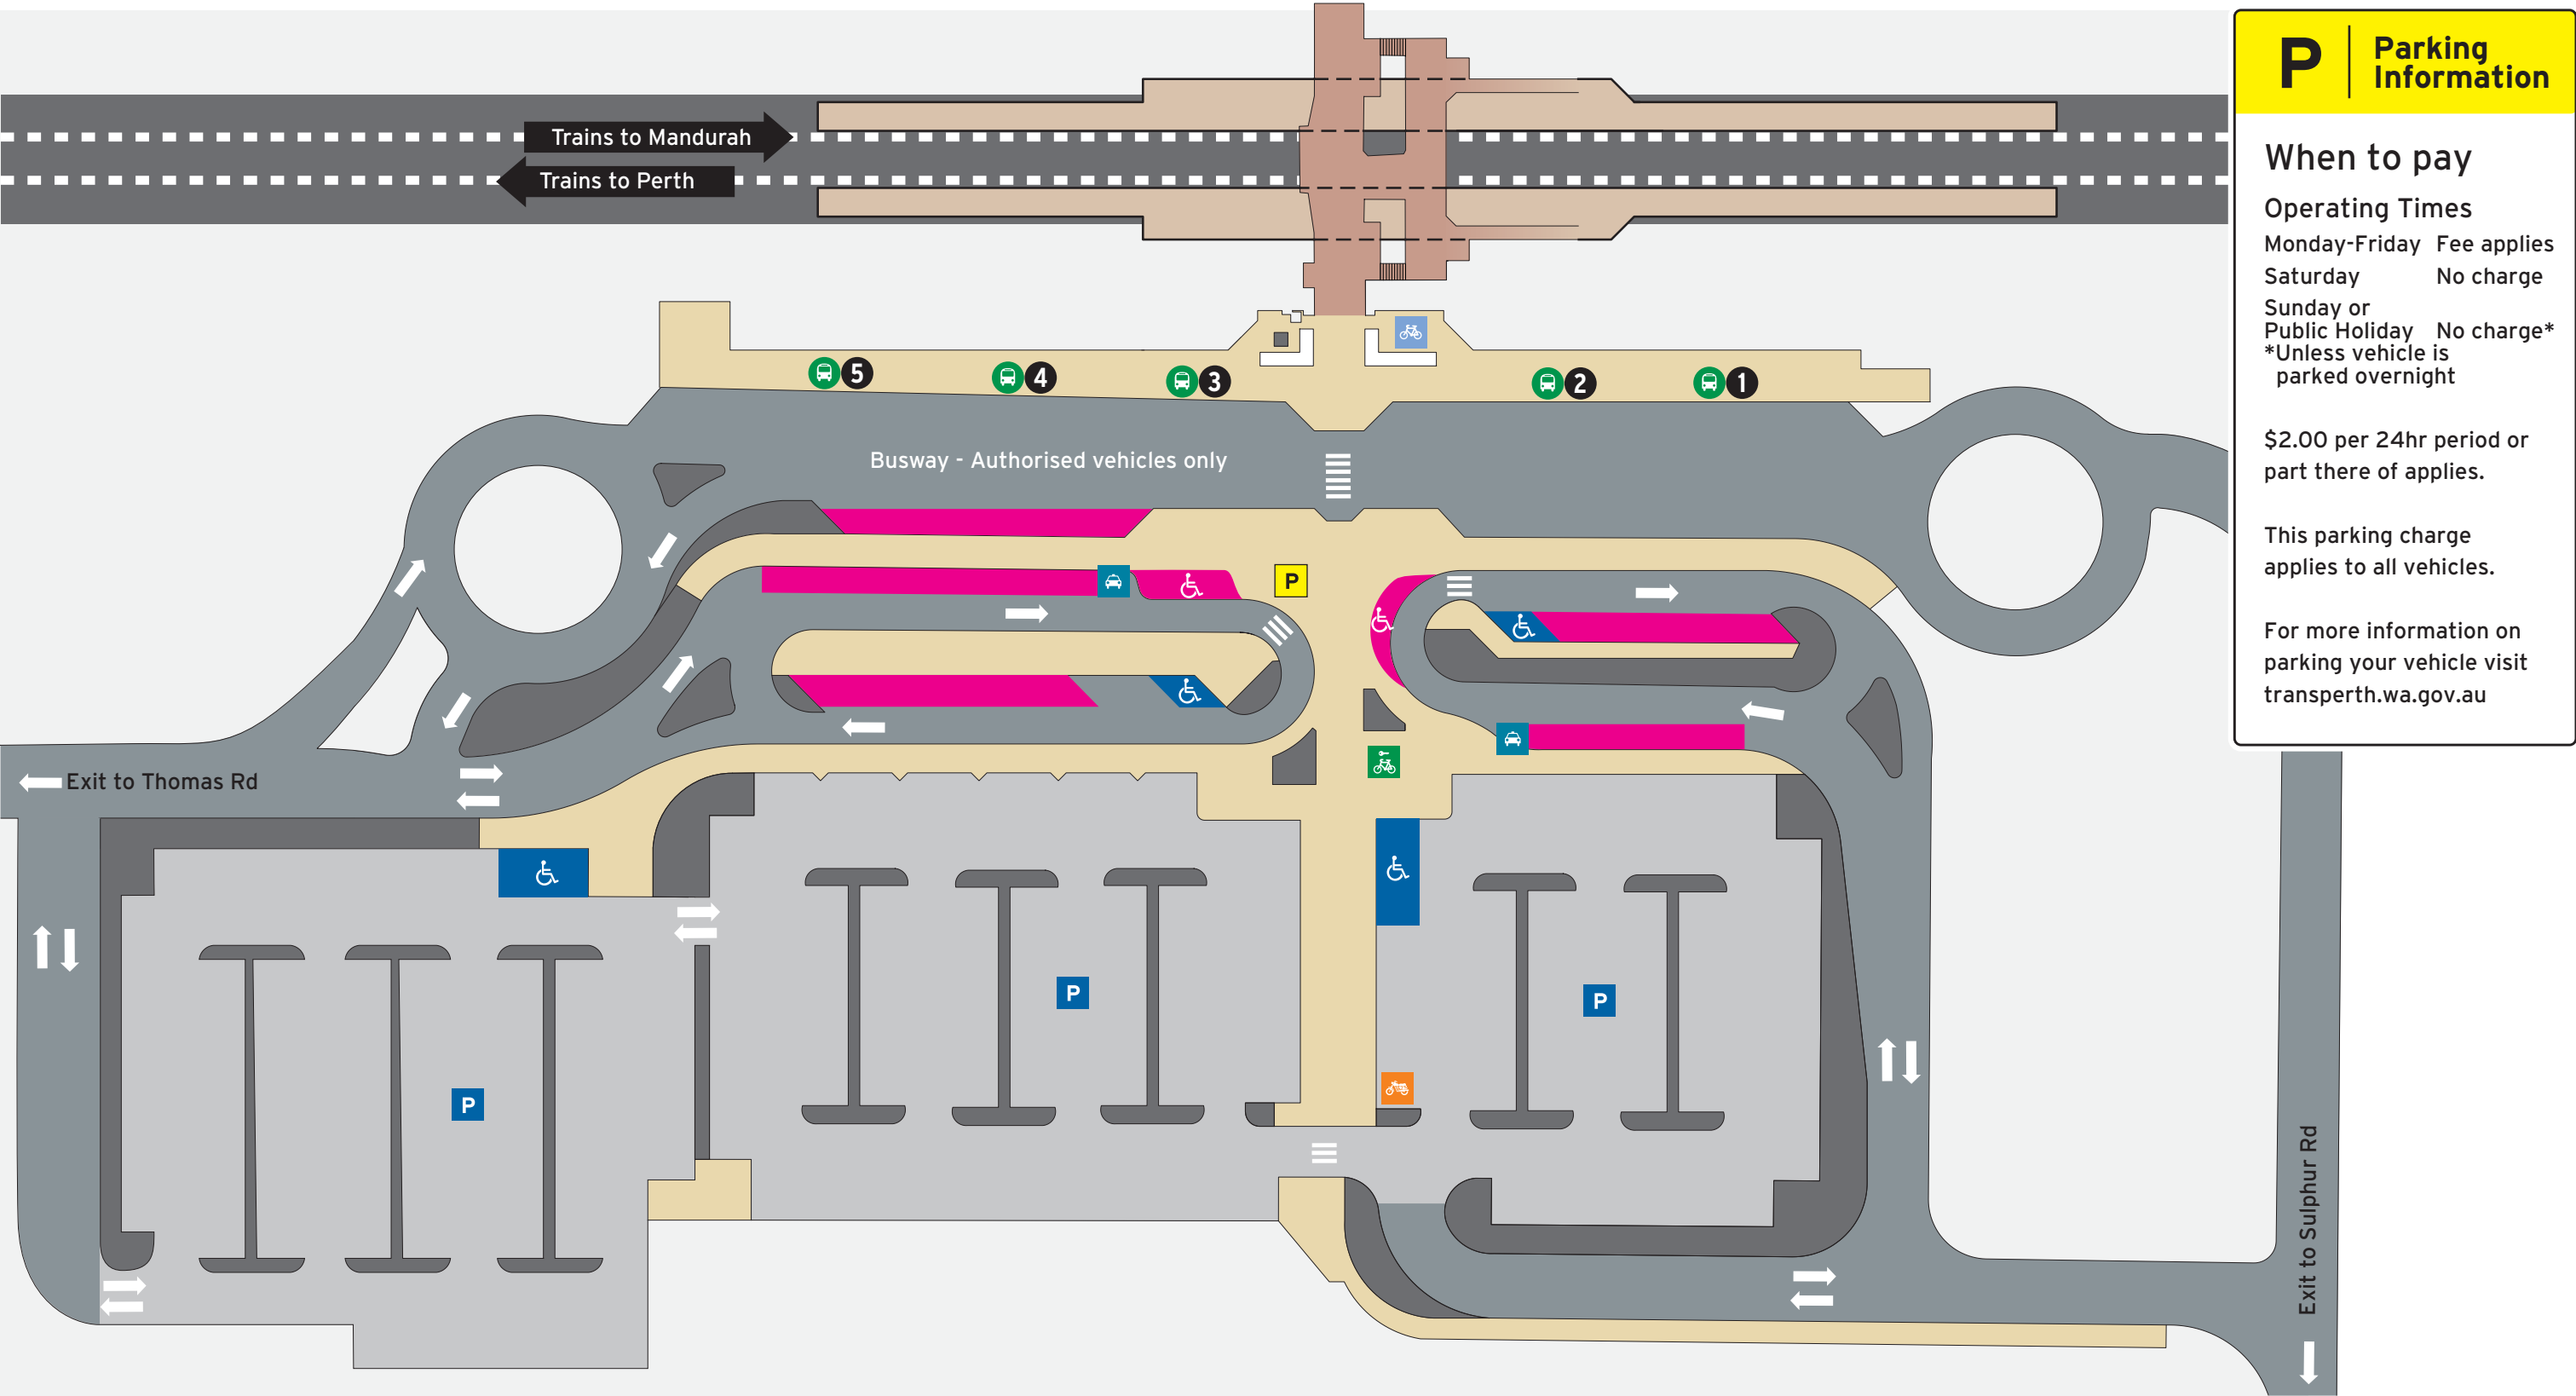 Trains to Mandurah
Trains to Perth
5
4
3
2
1
Busway - Authorised vehicles only
P
Exit to Thomas Rd
P
P
P
Exit to Sulphur Rd
P
Parking
Information
When to pay
Operating Times
Monday-Friday Fee applies
Saturday No charge
Sunday or
Public Holiday No charge*
*Unless vehicle is
parked overnight
$2.00 per 24hr period or
part there of applies.
This parking charge
applies to all vehicles.
For more information on
parking your vehicle visit
transperth.wa.gov.au